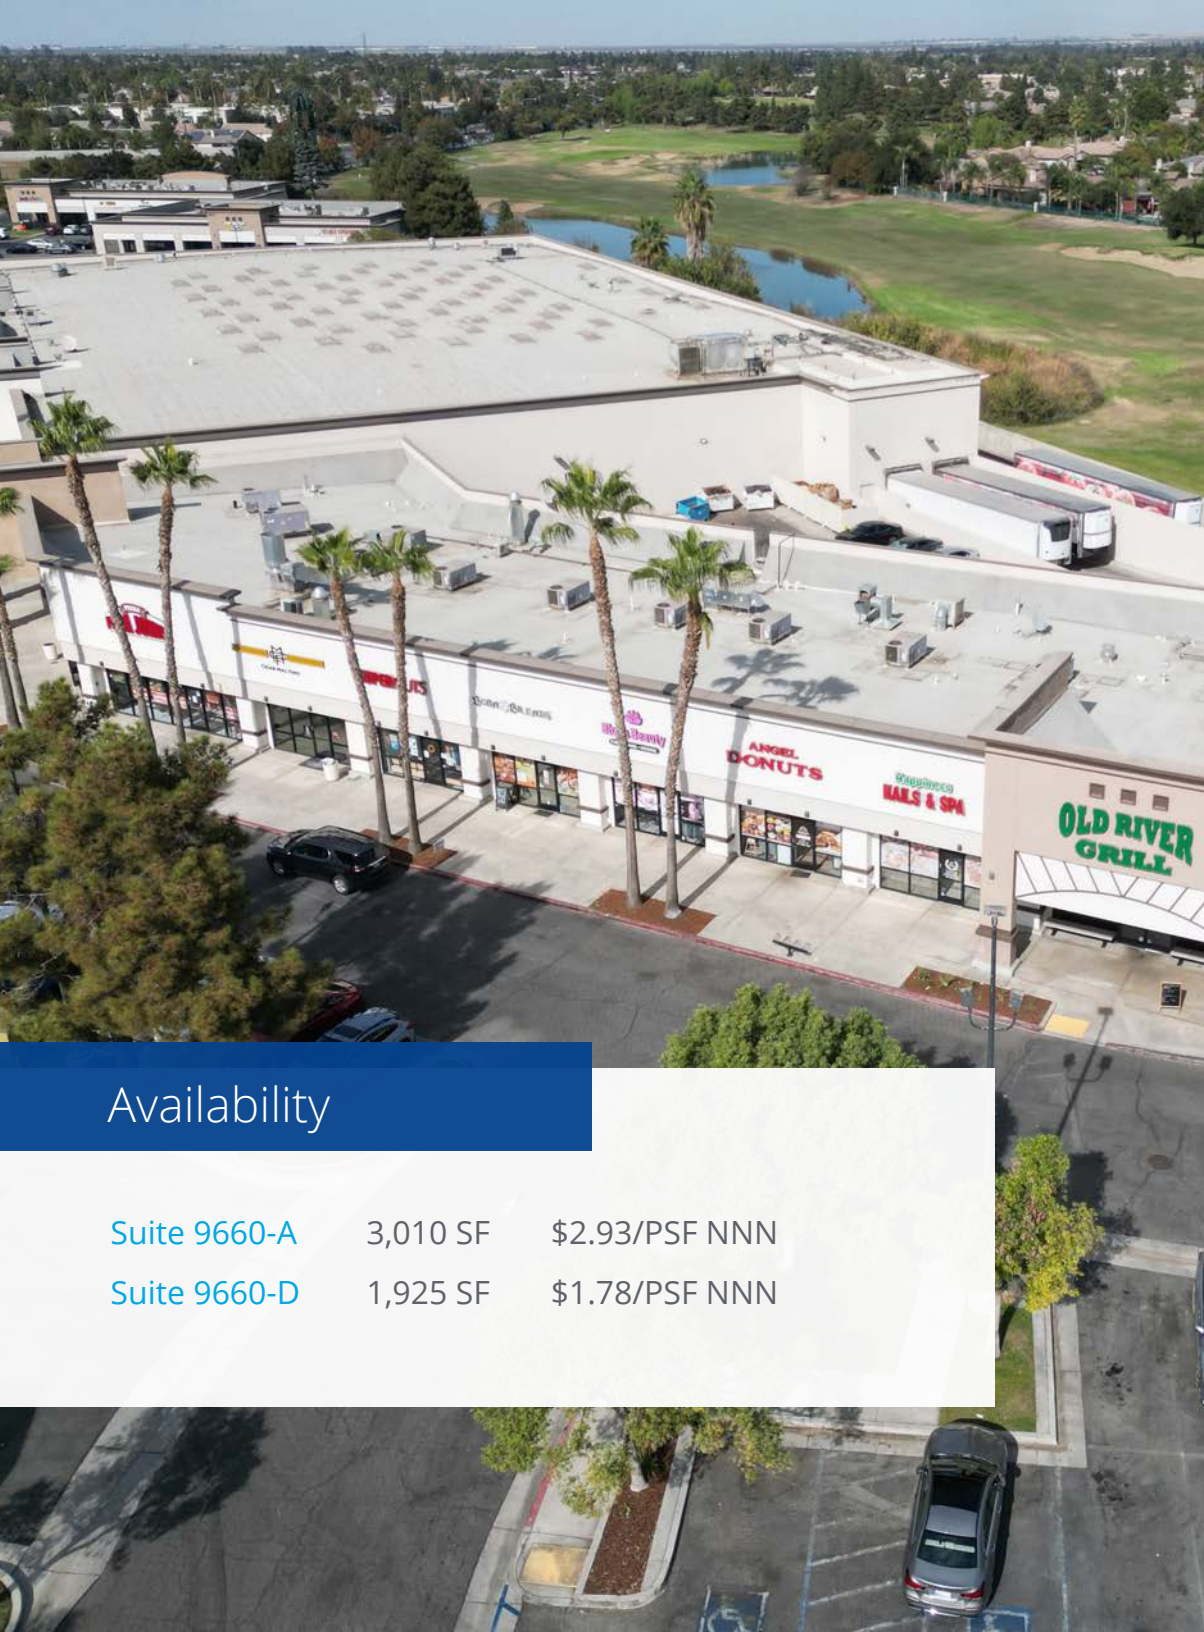 ANGEL
DONUTS
Happiness
NAILS & SPA
OLD RIVER
GRILL
Availability
Suite 9660-A 3,010 SF $2.93/PSF NNN
Suite 9660-D 1,925 SF $1.78/PSF NNN